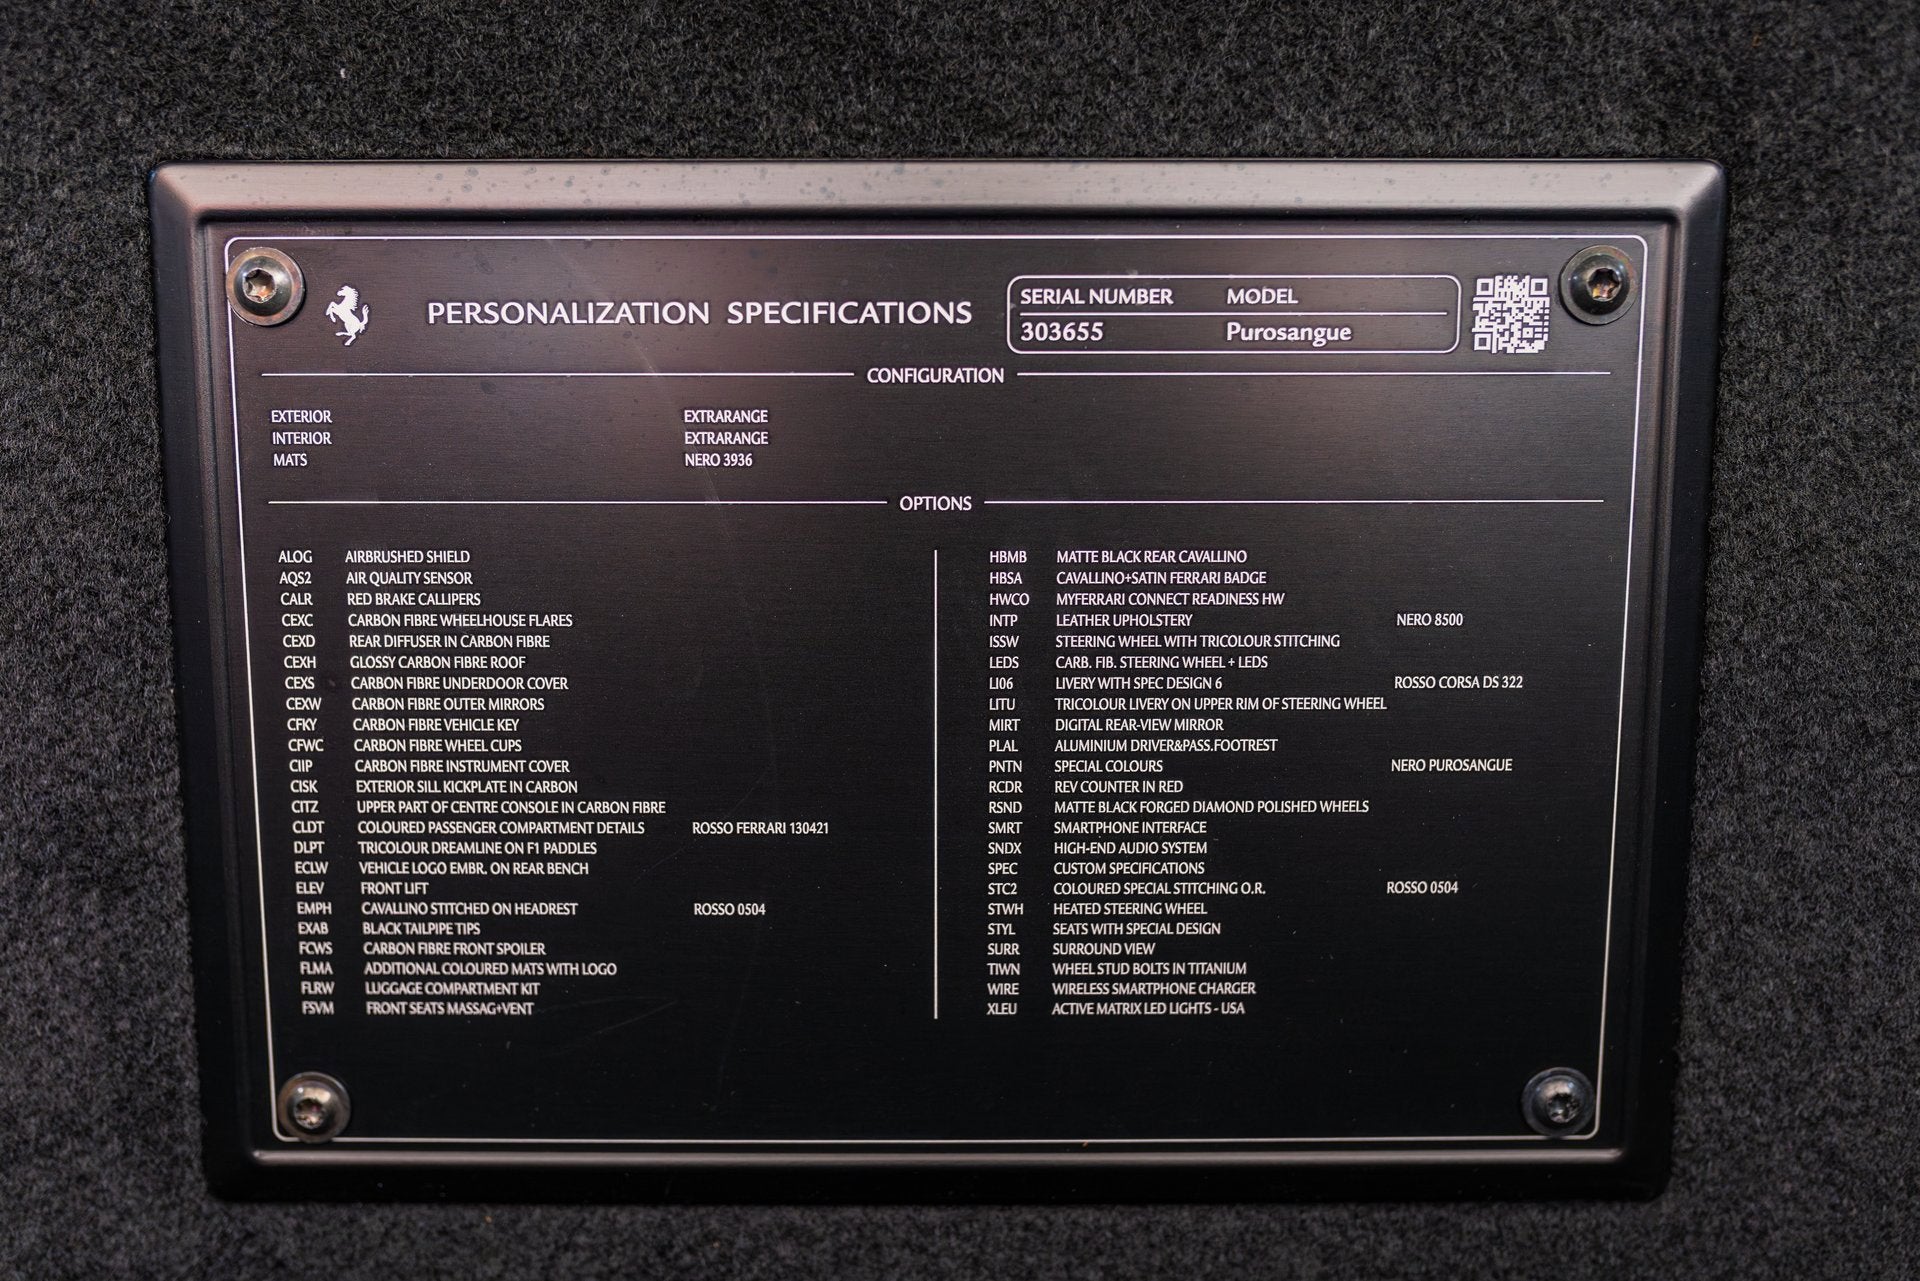 PERSONALIZATION SPECIFICATIONS
SERIAL NUMBER MODEL
303655 Purosangue
CONFIGURATION
EXTERIOR EXTRARANGE
INTERIOR EXTRARANGE
MATS NERO 3936
OPTIONS
ALOG AIRBRUSHED SHIELD
AQS2 AIR QUALITY SENSOR
CALR RED BRAKE CALLIPERS
CEXC CARBON FIBRE WHEELHOUSE FLARES
CEXD REAR DIFFUSER IN CARBON FIBRE
CEXH GLOSSY CARBON FIBRE ROOF
CEXS CARBON FIBRE UNDERDOOR COVER
CEXW CARBON FIBRE OUTER MIRRORS
CFKY CARBON FIBRE VEHICLE KEY
CFWC CARBON FIBRE WHEEL CUPS
CIIP CARBON FIBRE INSTRUMENT COVER
CISK EXTERIOR SILL KICKPLATE IN CARBON
CITZ UPPER PART OF CENTRE CONSOLE IN CARBON FIBRE
CLDT COLOURED PASSENGER COMPARTMENT DETAILS ROSSO FERRARI 130421
DLPT TRICOLOUR DREAMLINE ON F1 PADDLES
ECLW VEHICLE LOGO EMBR. ON REAR BENCH
ELEV FRONT LIFT
EMPH CAVALLINO STITCHED ON HEADREST ROSSO 0504
EXAB BLACK TAILPIPE TIPS
FCWS CARBON FIBRE FRONT SPOILER
FLMA ADDITIONAL COLOURED MATS WITH LOGO
FLRW LUGGAGE COMPARTMENT KIT
FSVM FRONT SEATS MASSAG+VENT
HBMB MATTE BLACK REAR CAVALLINO
HBSA CAVALLINO+SATIN FERRARI BADGE
HWCO MYFERRARI CONNECT READINESS HW
INTP LEATHER UPHOLSTERY NERO 8500
ISSW STEERING WHEEL WITH TRICOLOUR STITCHING
LEDS CARB. FIB. STEERING WHEEL + LEDS
LI06 LIVERY WITH SPEC DESIGN 6 ROSSO CORSA DS 322
LITU TRICOLOUR LIVERY ON UPPER RIM OF STEERING WHEEL
MIRT DIGITAL REAR-VIEW MIRROR
PLAL ALUMINIUM DRIVER&PASS.FOOTREST
PNTN SPECIAL COLOURS NERO PUROSANGUE
RCDR REV COUNTER IN RED
RSND MATTE BLACK FORGED DIAMOND POLISHED WHEELS
SMRT SMARTPHONE INTERFACE
SNDX HIGH-END AUDIO SYSTEM
SPEC CUSTOM SPECIFICATIONS
STC2 COLOURED SPECIAL STITCHING O.R. ROSSO 0504
STWH HEATED STEERING WHEEL
STYL SEATS WITH SPECIAL DESIGN
SURR SURROUND VIEW
TIWN WHEEL STUD BOLTS IN TITANIUM
WIRE WIRELESS SMARTPHONE CHARGER
XLEU ACTIVE MATRIX LED LIGHTS - USA